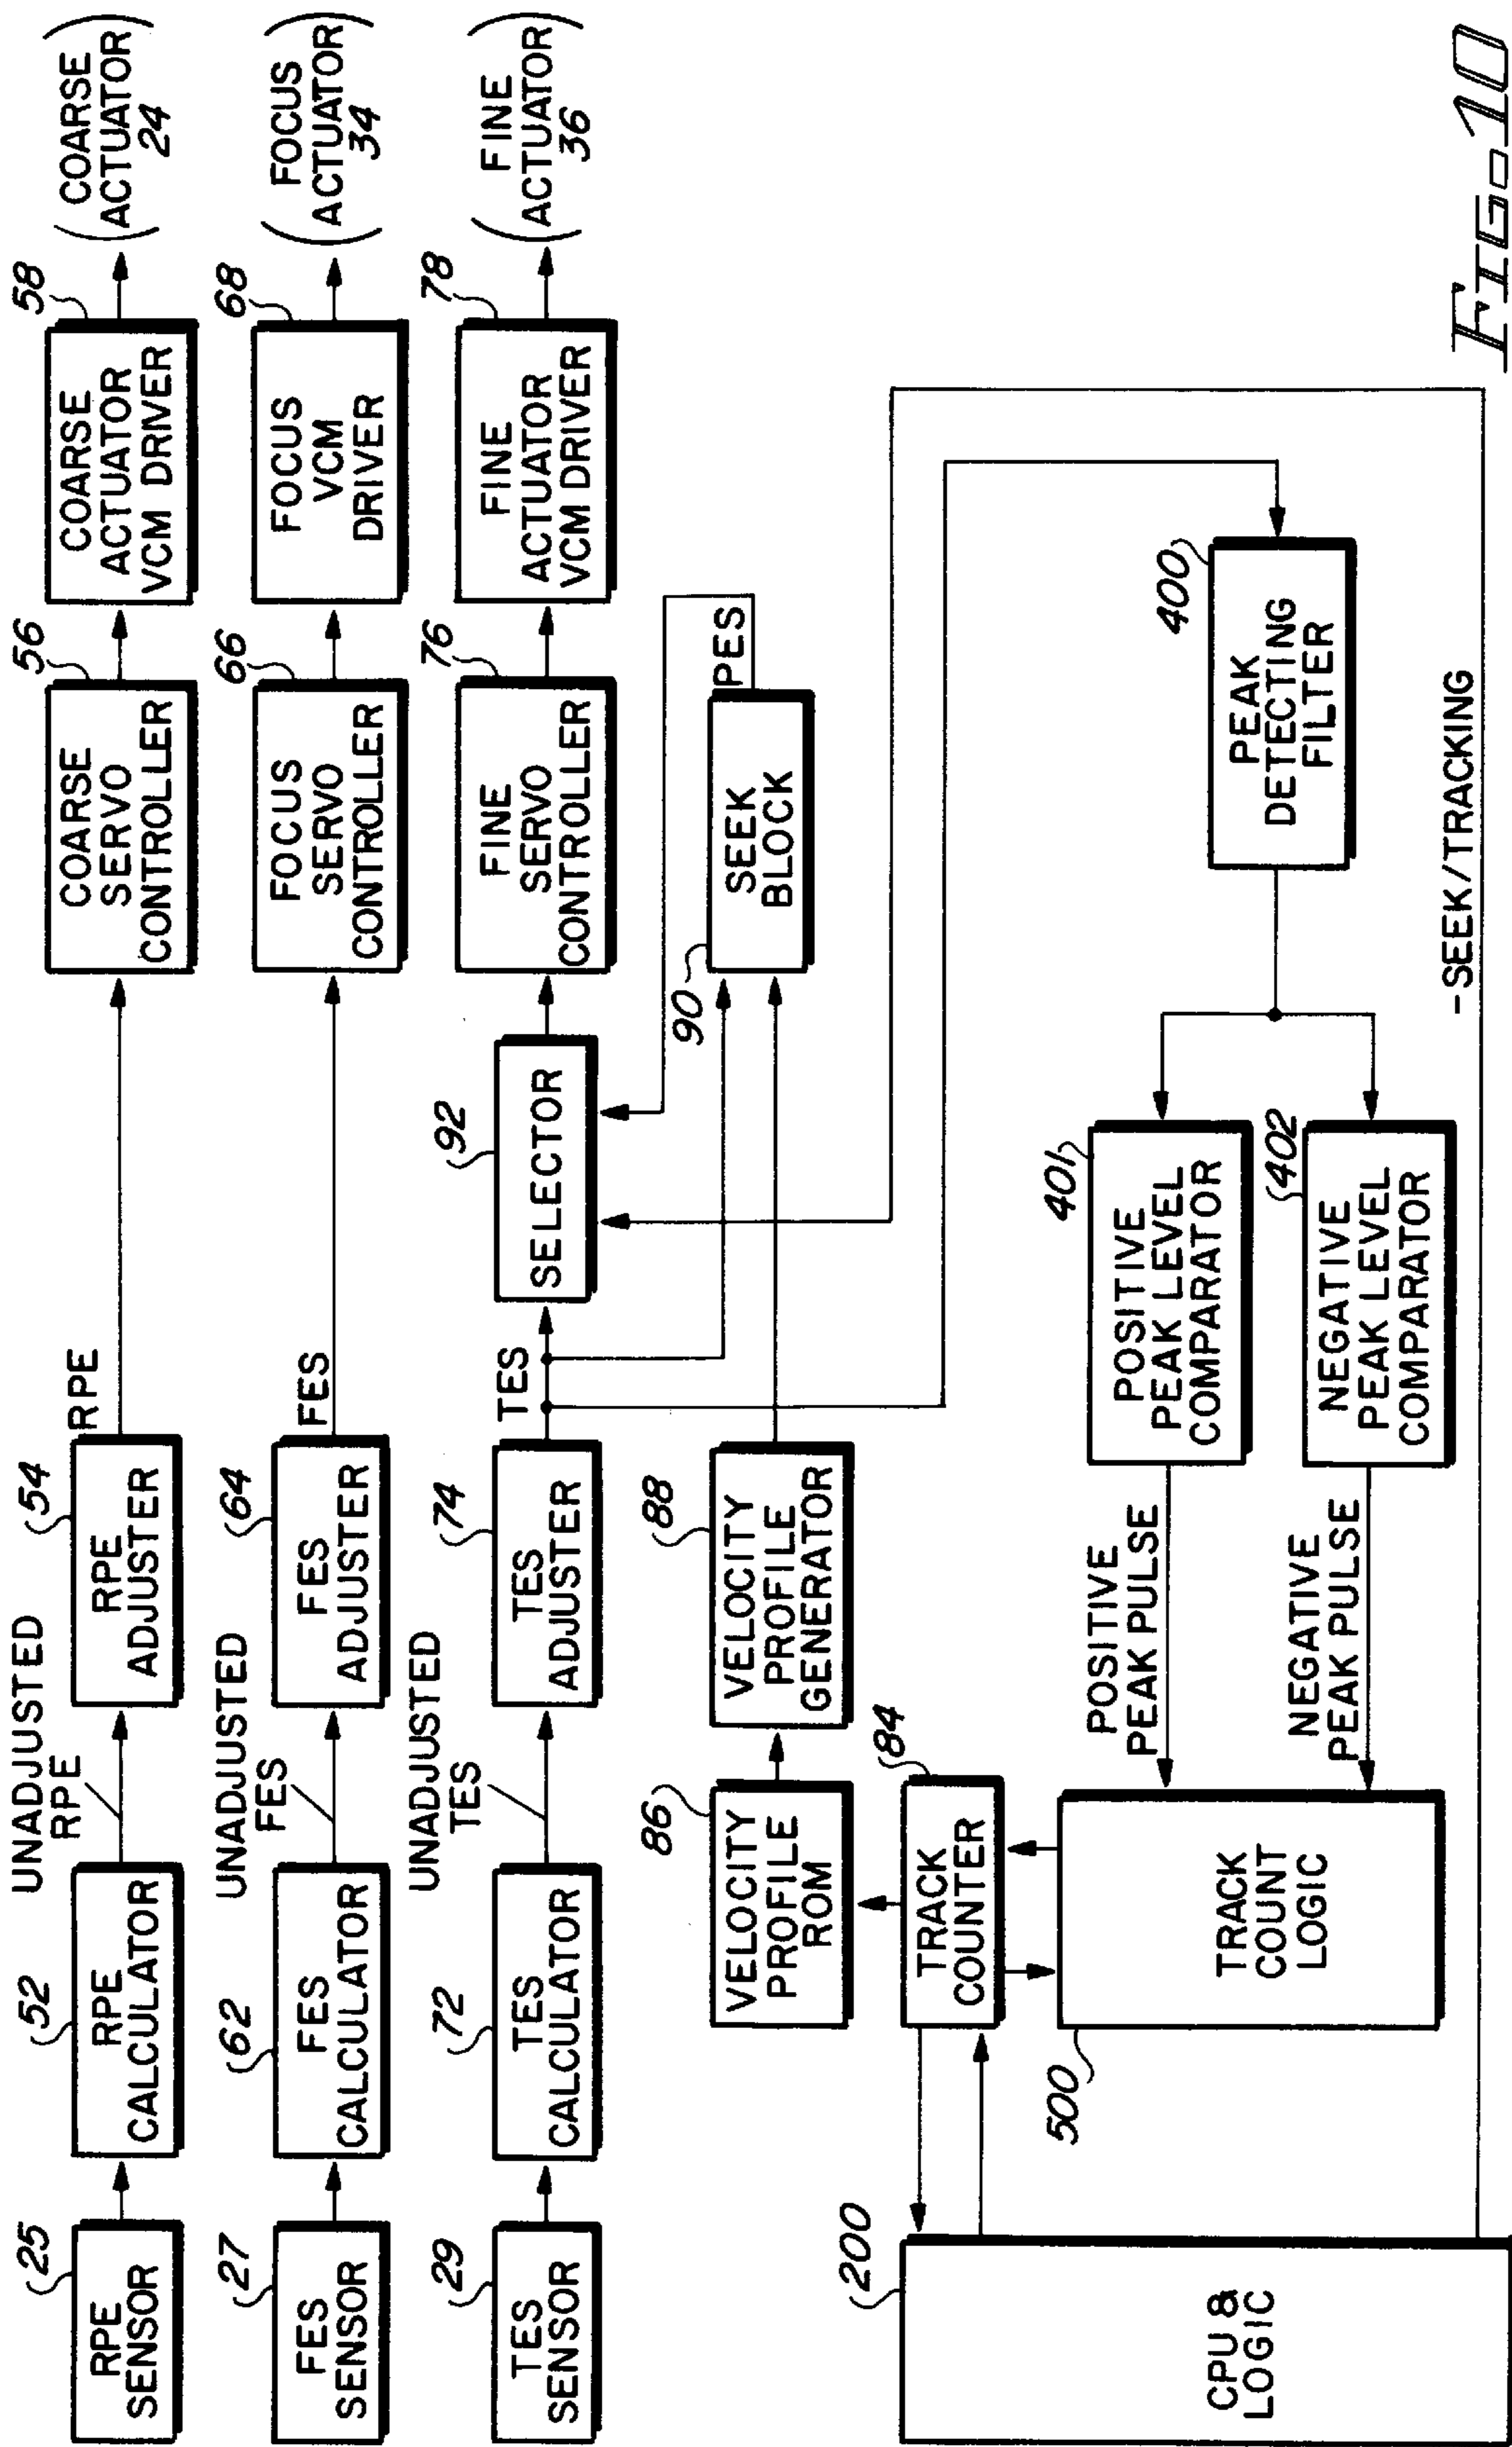 25
RPE
SENSOR
52
RPE
CALCULATOR
UNADJUSTED
RPE
54
RPE
ADJUSTER
RPE
56
COARSE
SERVO
CONTROLLER
58
COARSE
ACTUATOR
VCM DRIVER
(COARSE
ACTUATOR)
24
27
FES
SENSOR
62
FES
CALCULATOR
UNADJUSTED
FES
64
FES
ADJUSTER
FES
66
FOCUS
SERVO
CONTROLLER
68
FOCUS
VCM
DRIVER
(FOCUS
ACTUATOR)
34
29
TES
SENSOR
72
TES
CALCULATOR
UNADJUSTED
TES
74
TES
ADJUSTER
TES
92
SELECTOR
76
FINE
SERVO
CONTROLLER
78
FINE
ACTUATOR
VCM DRIVER
(FINE
ACTUATOR)
36
86
VELOCITY
PROFILE
ROM
88
VELOCITY
PROFILE
GENERATOR
90
SEEK
BLOCK
PES
84
TRACK
COUNTER
200
CPU &
LOGIC
500
TRACK
COUNT
LOGIC
POSITIVE
PEAK PULSE
NEGATIVE
PEAK PULSE
401
POSITIVE
PEAK LEVEL
COMPARATOR
402
NEGATIVE
PEAK LEVEL
COMPARATOR
400
PEAK
DETECTING
FILTER
-SEEK/TRACKING
FIG-10